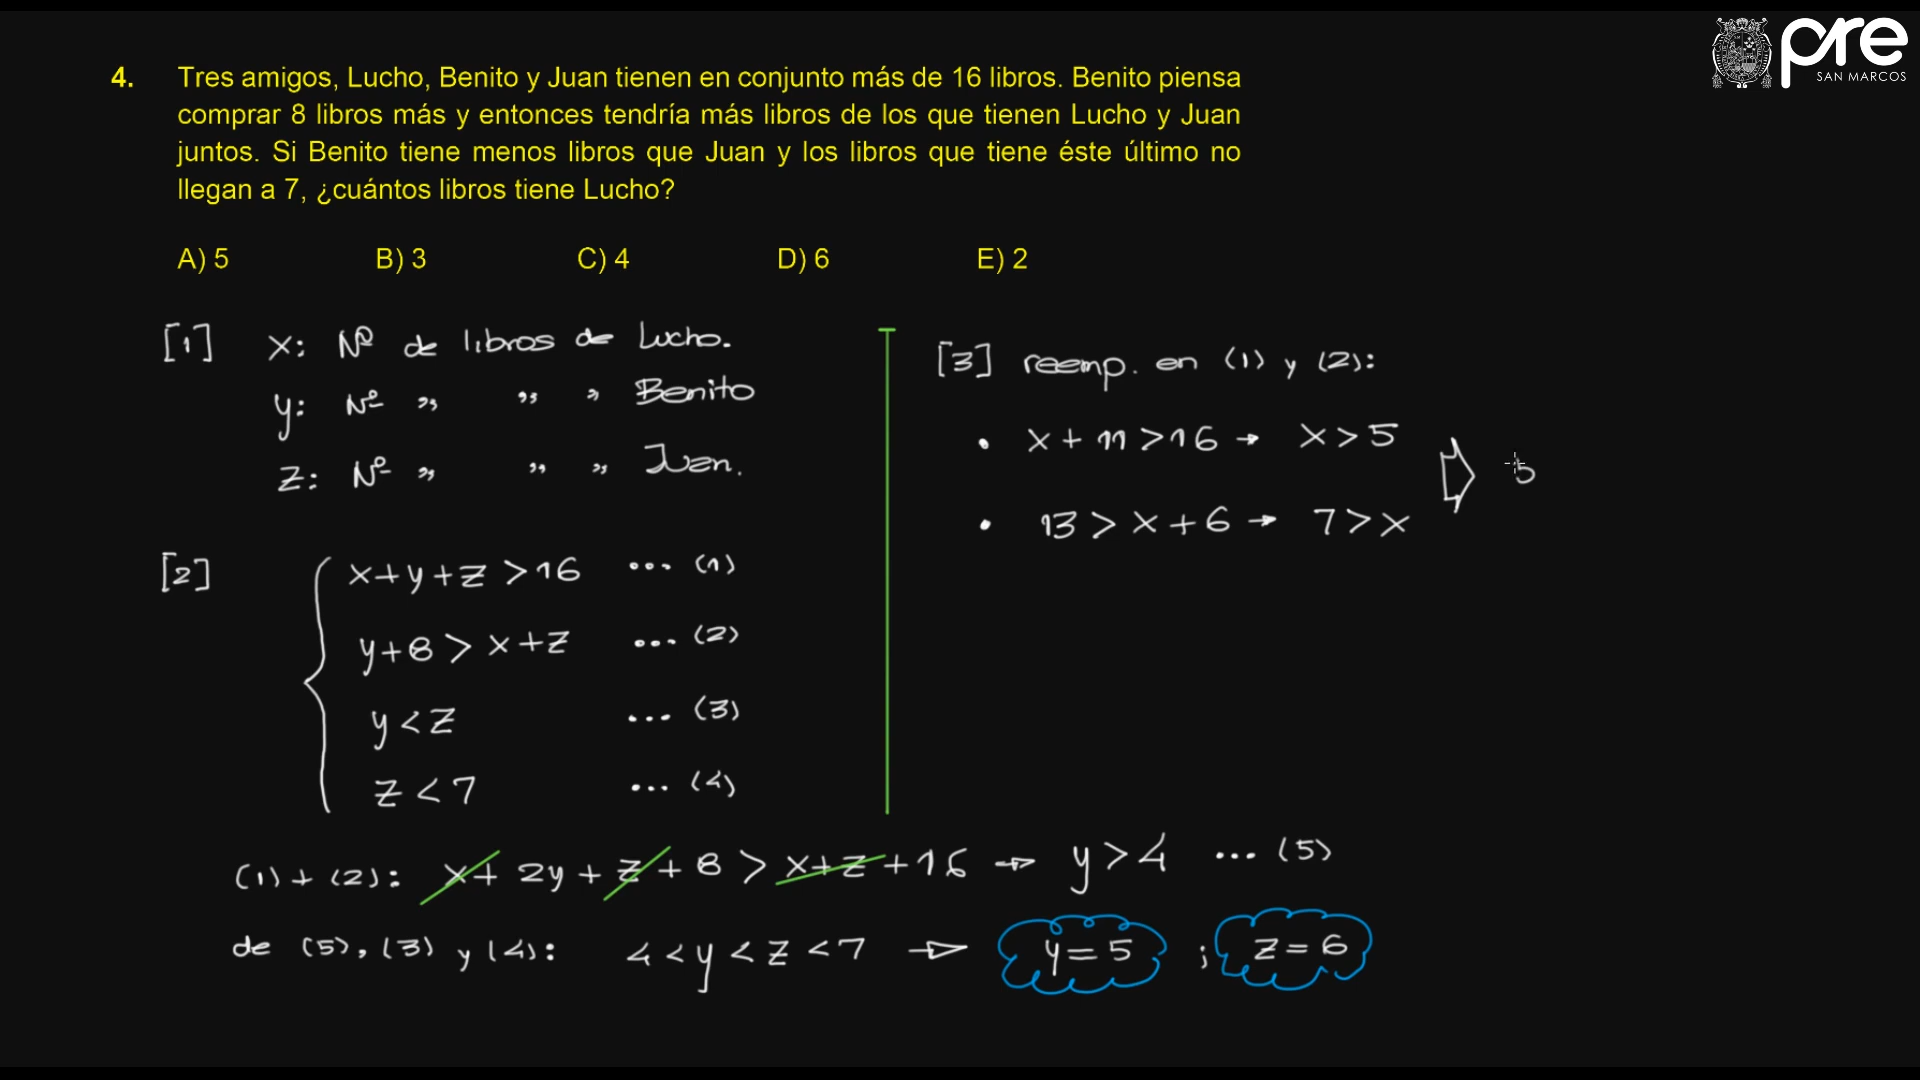 pre
SAN MARCOS
4. Tres amigos, Lucho, Benito y Juan tienen en conjunto más de 16 libros. Benito piensa
comprar 8 libros más y entonces tendría más libros de los que tienen Lucho y Juan
juntos. Si Benito tiene menos libros que Juan y los libros que tiene éste último no
llegan a 7, ¿cuántos libros tiene Lucho?
A) 5 B) 3 C) 4 D) 6 E) 2
[1] x: Nº de libros de Lucho.
y: Nº " " " Benito
z: Nº " " " Juan.
[2] x+y+z >16 ... (1)
y+8 > x+z ... (2)
y < z ... (3)
z < 7 ... (4)
[3] reemp. en (1) y (2):
• x + 11 > 16 → x > 5
5
• 13 > x + 6 → 7 > x
(1) + (2): x + 2y + z + 8 > x + z + 16 → y > 4 ... (5)
de (5), (3) y (4): 4 < y < z < 7 → y = 5 ; z = 6